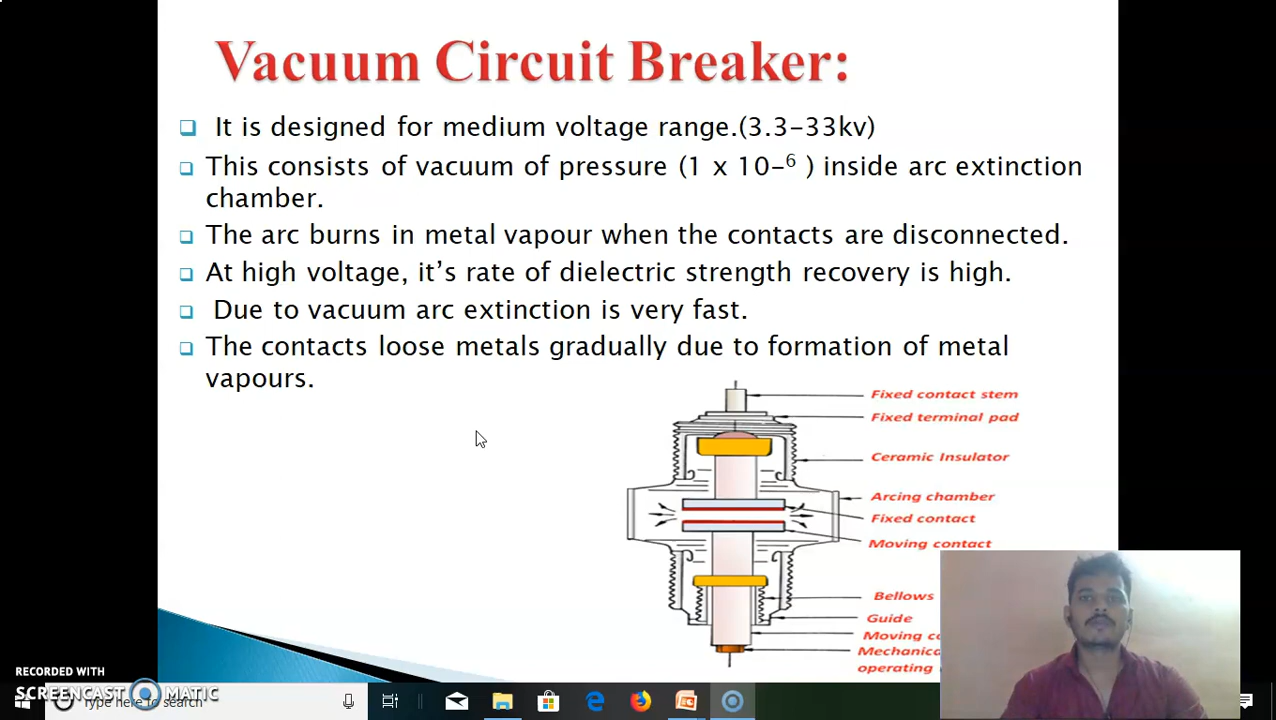 Vacuum Circuit Breaker:
It is designed for medium voltage range.(3.3-33kv)
This consists of vacuum of pressure (1 x 10-⁶ ) inside arc extinction
chamber.
The arc burns in metal vapour when the contacts are disconnected.
At high voltage, it’s rate of dielectric strength recovery is high.
Due to vacuum arc extinction is very fast.
The contacts loose metals gradually due to formation of metal
vapours.
Fixed contact stem
Fixed terminal pad
Ceramic Insulator
Arcing chamber
Fixed contact
Moving contact
Bellows
Guide
Moving
operating
RECORDED WITH
SCREENCAST MATIC
Type here to search